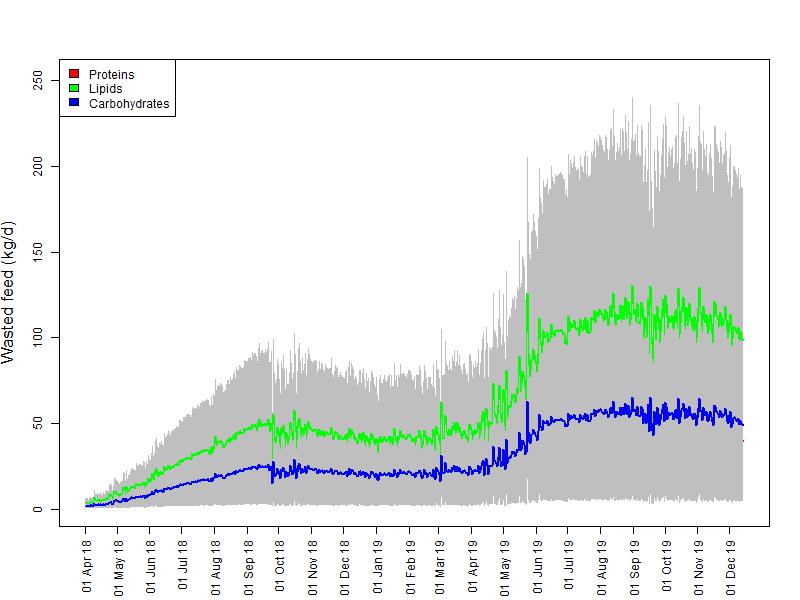 Proteins
Lipids
Carbohydrates
Wasted feed (kg/d)
250
200
150
100
50
0
01 Apr 18
01 May 18
01 Jun 18
01 Jul 18
01 Aug 18
01 Sep 18
01 Oct 18
01 Nov 18
01 Dec 18
01 Jan 19
01 Feb 19
01 Mar 19
01 Apr 19
01 May 19
01 Jun 19
01 Jul 19
01 Aug 19
01 Sep 19
01 Oct 19
01 Nov 19
01 Dec 19